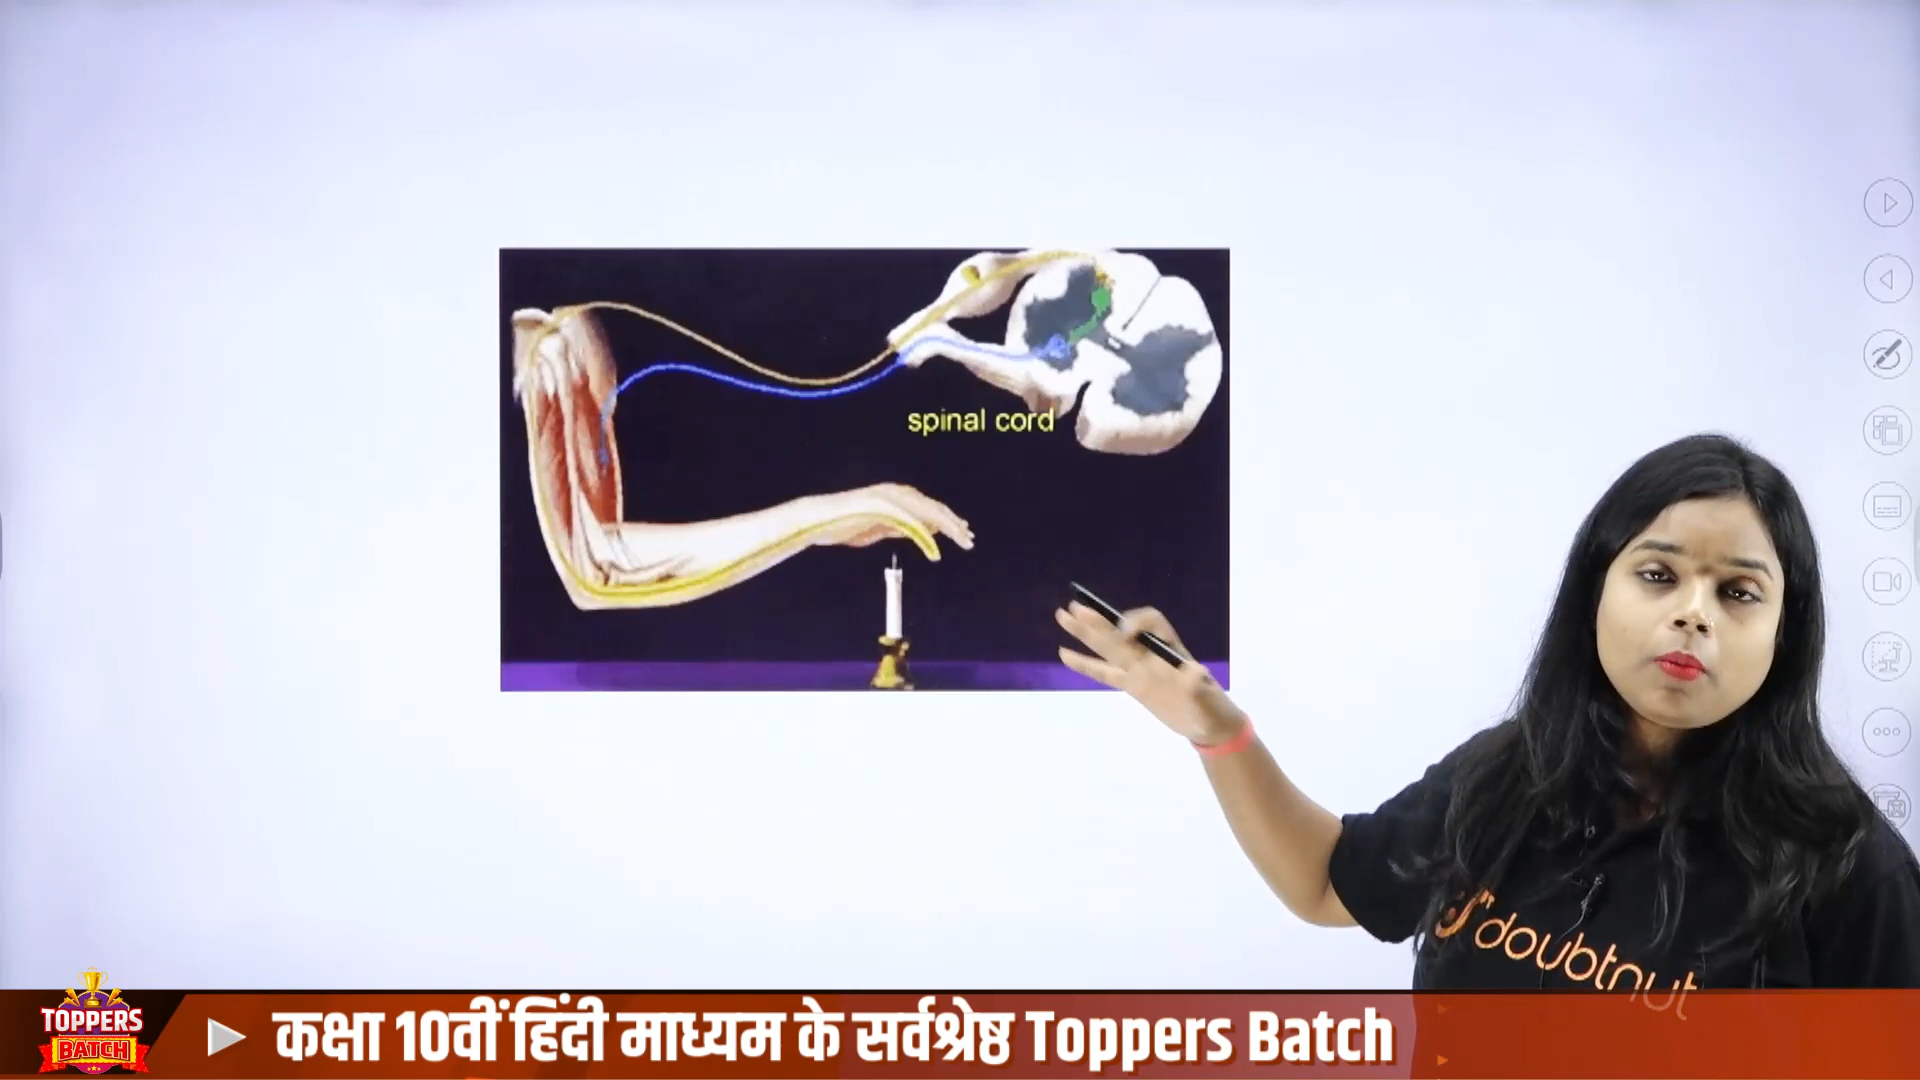 spinal cord
doubtnut
TOPPERS
BATCH
कक्षा 10वीं हिंदी माध्यम के सर्वश्रेष्ठ Toppers Batch